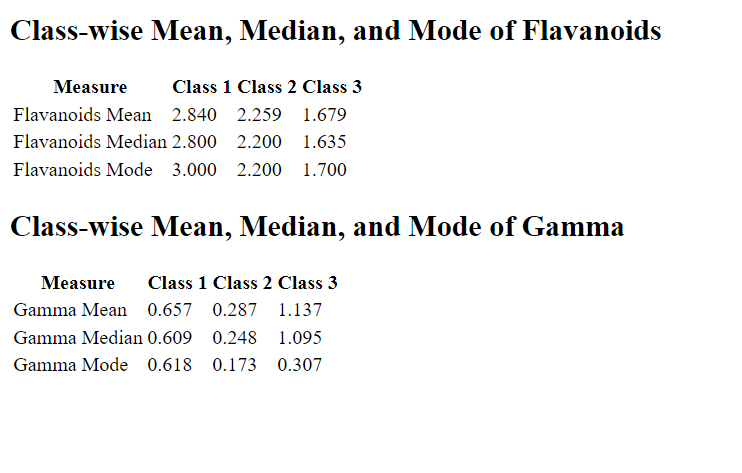 Class-wise Mean, Median, and Mode of Flavanoids
Measure Class 1 Class 2 Class 3
Flavanoids Mean 2.840 2.259 1.679
Flavanoids Median 2.800 2.200 1.635
Flavanoids Mode 3.000 2.200 1.700
Class-wise Mean, Median, and Mode of Gamma
Measure Class 1 Class 2 Class 3
Gamma Mean 0.657 0.287 1.137
Gamma Median 0.609 0.248 1.095
Gamma Mode 0.618 0.173 0.307